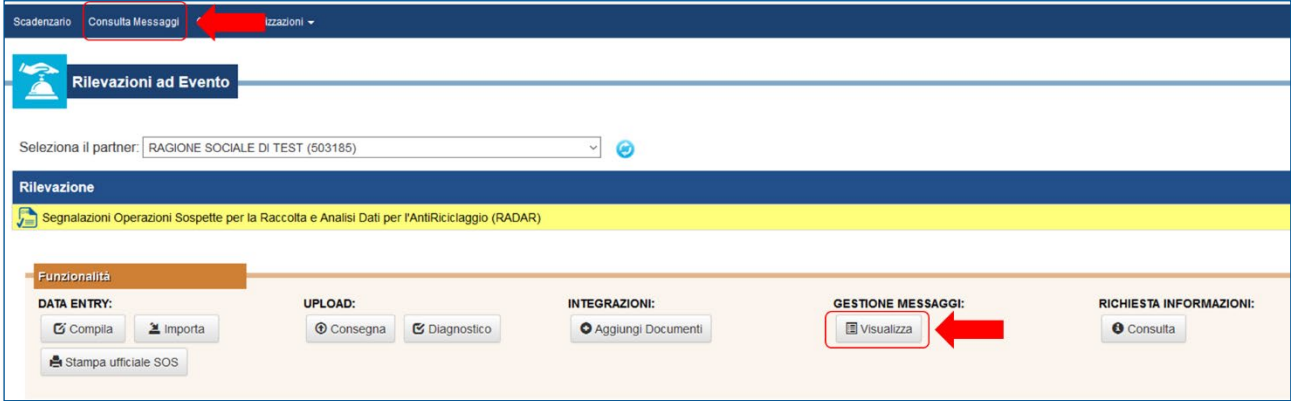 Scadenzario Consulta Messaggi izzazioni
Rilevazioni ad Evento
Seleziona il partner: RAGIONE SOCIALE DI TEST (503185)
Rilevazione
Segnalazioni Operazioni Sospette per la Raccolta e Analisi Dati per l'AntiRiciclaggio (RADAR)
Funzionalità
DATA ENTRY: UPLOAD: INTEGRAZIONI: GESTIONE MESSAGGI: RICHIESTA INFORMAZIONI:
Compila Importa Consegna Diagnostico Aggiungi Documenti Visualizza Consulta
Stampa ufficiale SOS